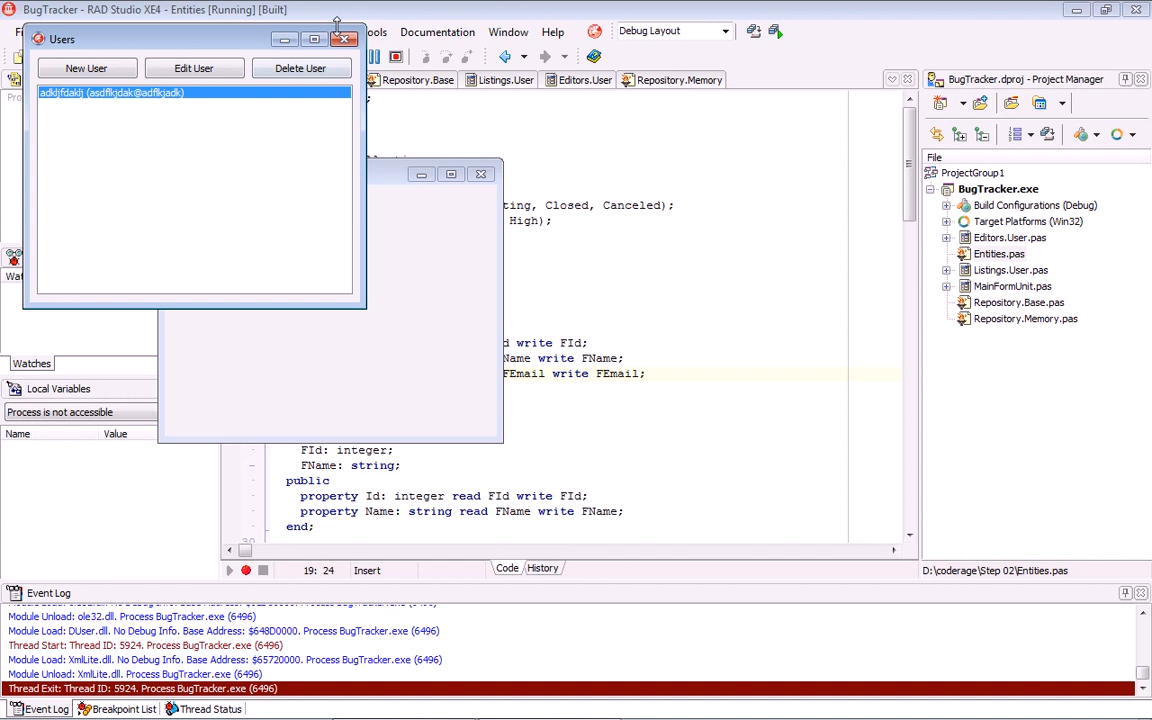 BugTracker - RAD Studio XE4 - Entities [Running] [Built]
Users
ools Documentation Window Help Debug Layout
New User Edit User Delete User
Repository.Base Listings.User Editors.User Repository.Memory
BugTracker.dproj - Project Manager
adkljfdaklj (asdflkjdak@adflkjadk)
File
ProjectGroup1
BugTracker.exe
Build Configurations (Debug)
Target Platforms (Win32)
Editors.User.pas
Entities.pas
Listings.User.pas
MainFormUnit.pas
Repository.Base.pas
Repository.Memory.pas
ting, Closed, Canceled);
High);
d write FId;
Name write FName;
FEmail write FEmail;
Watches
Local Variables
Process is not accessible
Name Value
FId: integer;
FName: string;
public
property Id: integer read FId write FId;
property Name: string read FName write FName;
end;
30
19: 24 Insert Code History
D:\coderage\Step 02\Entities.pas
Event Log
Module Unload: ole32.dll. Process BugTracker.exe (6496)
Module Load: DUser.dll. No Debug Info. Base Address: $648D0000. Process BugTracker.exe (6496)
Thread Start: Thread ID: 5924. Process BugTracker.exe (6496)
Module Load: XmlLite.dll. No Debug Info. Base Address: $65720000. Process BugTracker.exe (6496)
Module Unload: XmlLite.dll. Process BugTracker.exe (6496)
Thread Exit: Thread ID: 5924. Process BugTracker.exe (6496)
Event Log Breakpoint List Thread Status